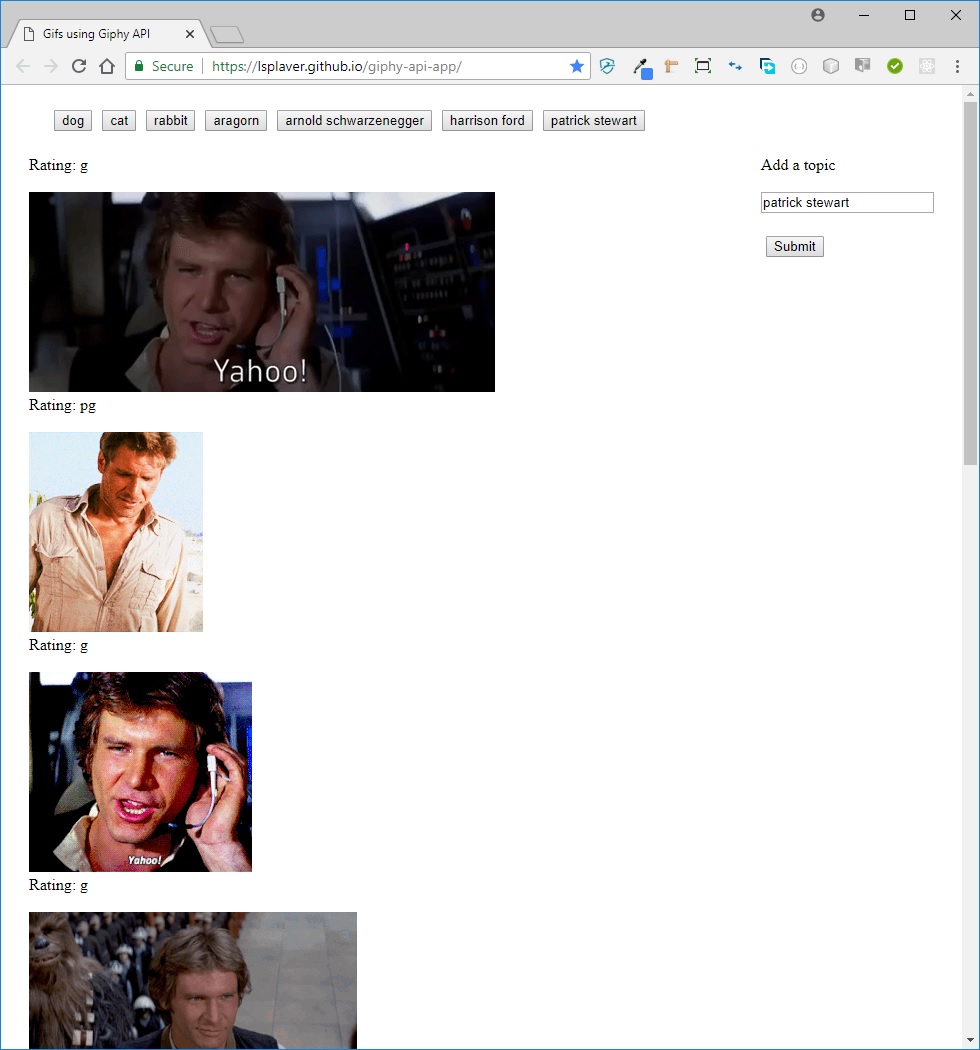 Gifs using Giphy API
Secure
https://lsplaver.github.io/giphy-api-app/
dog cat rabbit aragorn arnold schwarzenegger harrison ford patrick stewart
Rating: g
Add a topic
patrick stewart
Submit
Yahoo!
Rating: pg
Rating: g
Yahoo!
Rating: g